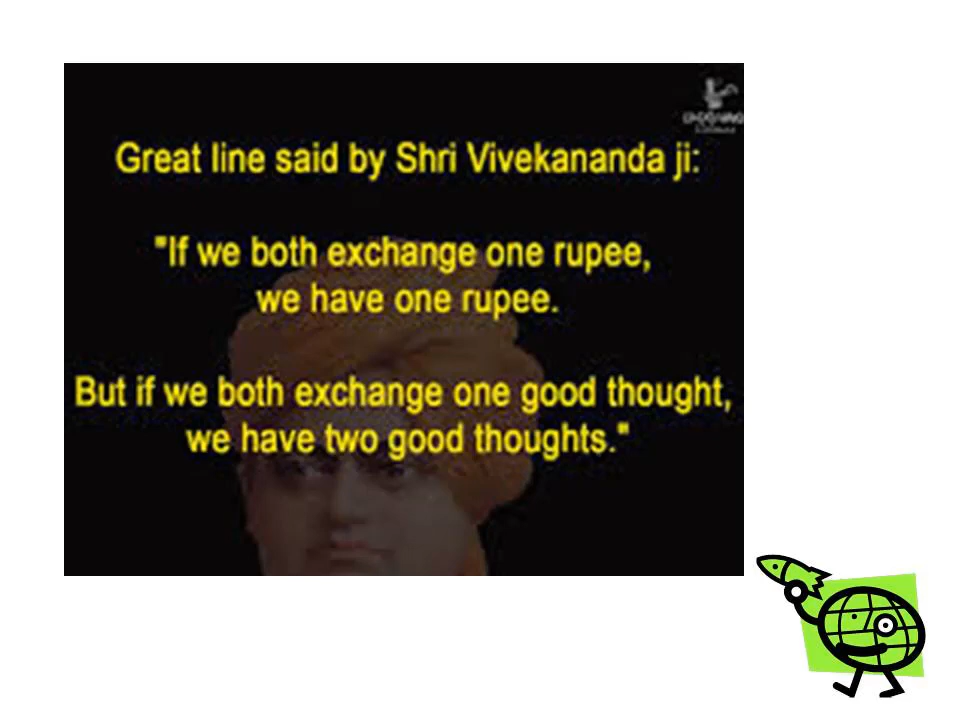 Great line said by Shri Vivekananda ji:
"If we both exchange one rupee,
we have one rupee.
But if we both exchange one good thought,
we have two good thoughts."